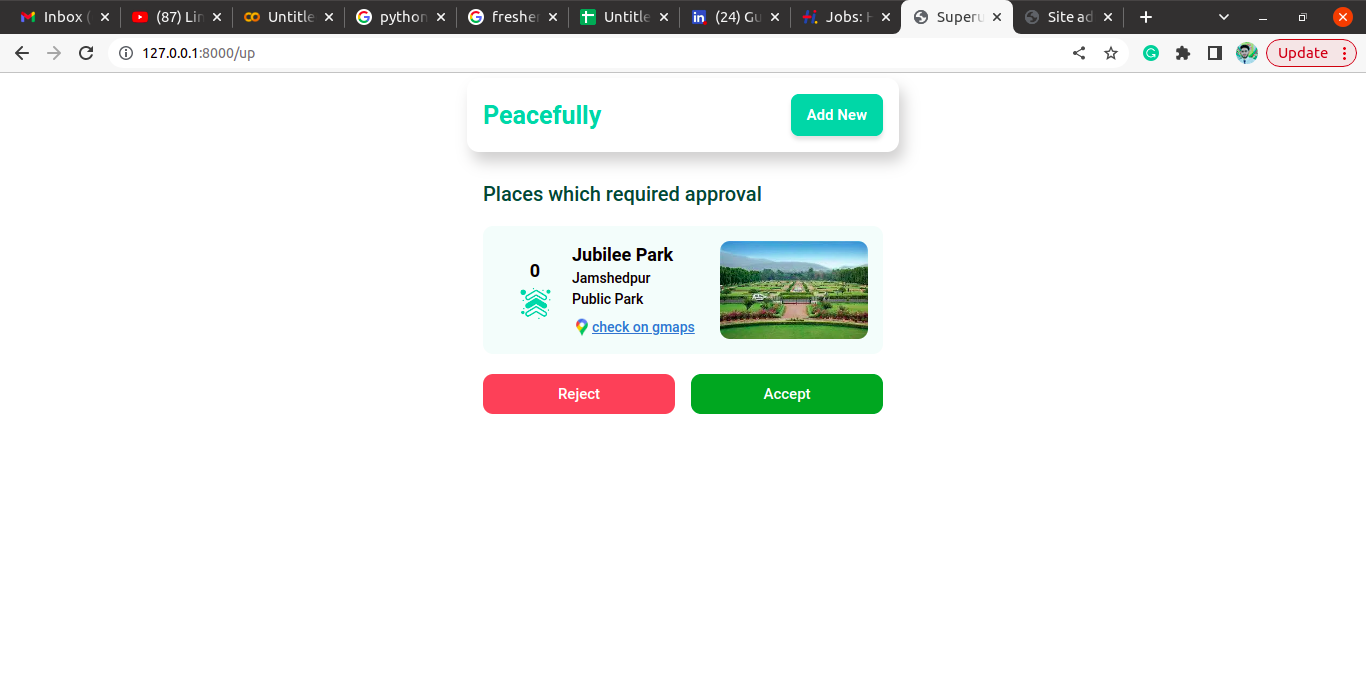 Inbox (
(87) Lin
Untitle
python
fresher
Untitle
(24) Gu
Jobs: H
Superu
Site ad
127.0.0.1:8000/up
Update
Peacefully
Add New
Places which required approval
0
Jubilee Park
Jamshedpur
Public Park
check on gmaps
Reject
Accept